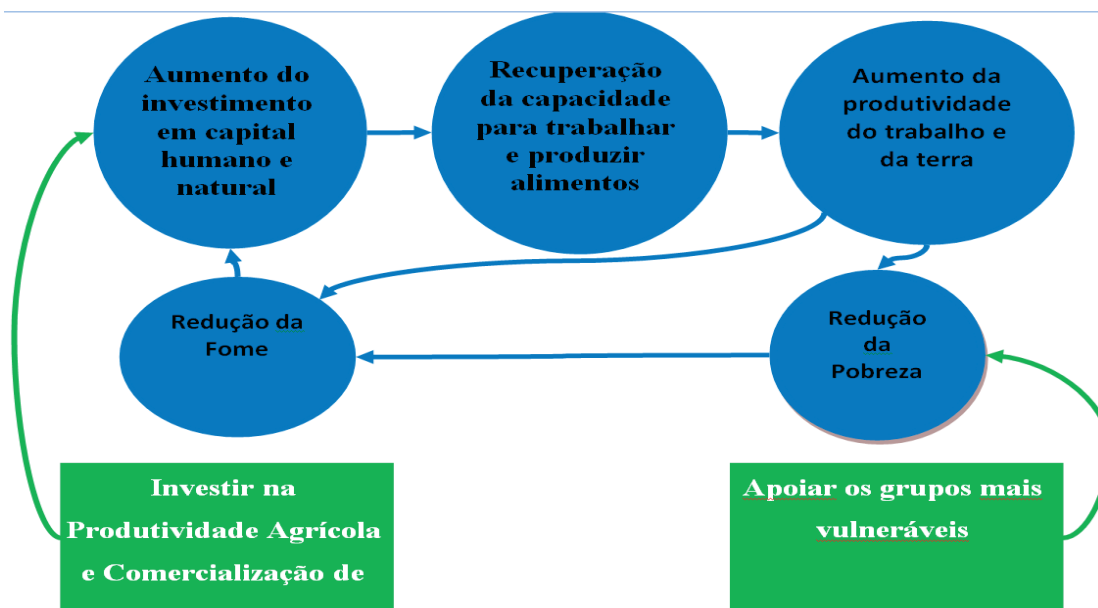 Aumento do
investimento
em capital
humano e
natural
Recuperação
da capacidade
para trabalhar
e produzir
alimentos
Aumento da
produtividade
do trabalho e
da terra
Redução da
Fome
Redução
da
Pobreza
Investir na
Produtividade Agrícola
e Comercialização de
Apoiar os grupos mais
vulneráveis